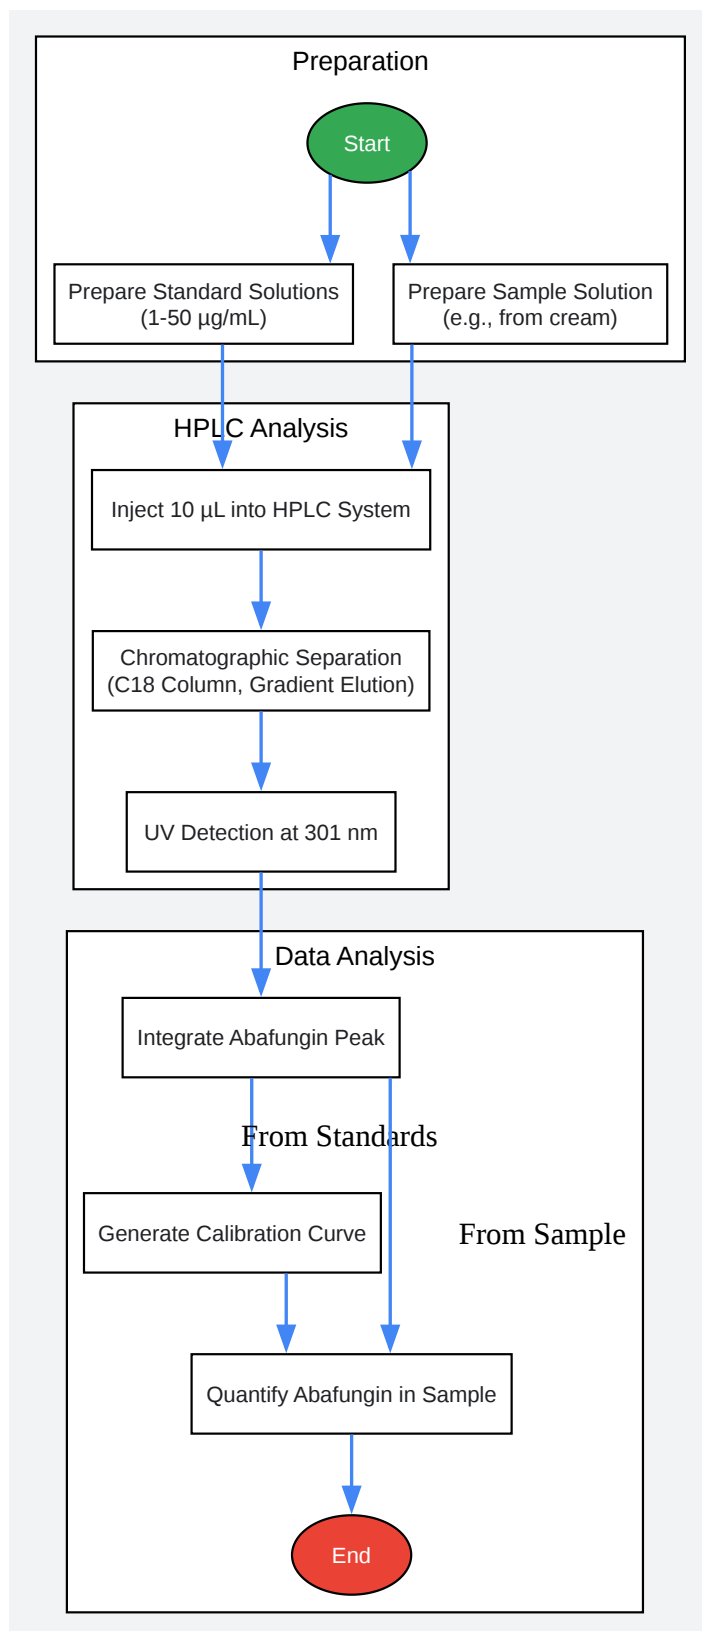 Preparation
Start
Prepare Standard Solutions
(1-50 µg/mL)
Prepare Sample Solution
(e.g., from cream)
HPLC Analysis
Inject 10 µL into HPLC System
Chromatographic Separation
(C18 Column, Gradient Elution)
UV Detection at 301 nm
Data Analysis
Integrate Abafungin Peak
From Standards
Generate Calibration Curve
From Sample
Quantify Abafungin in Sample
End